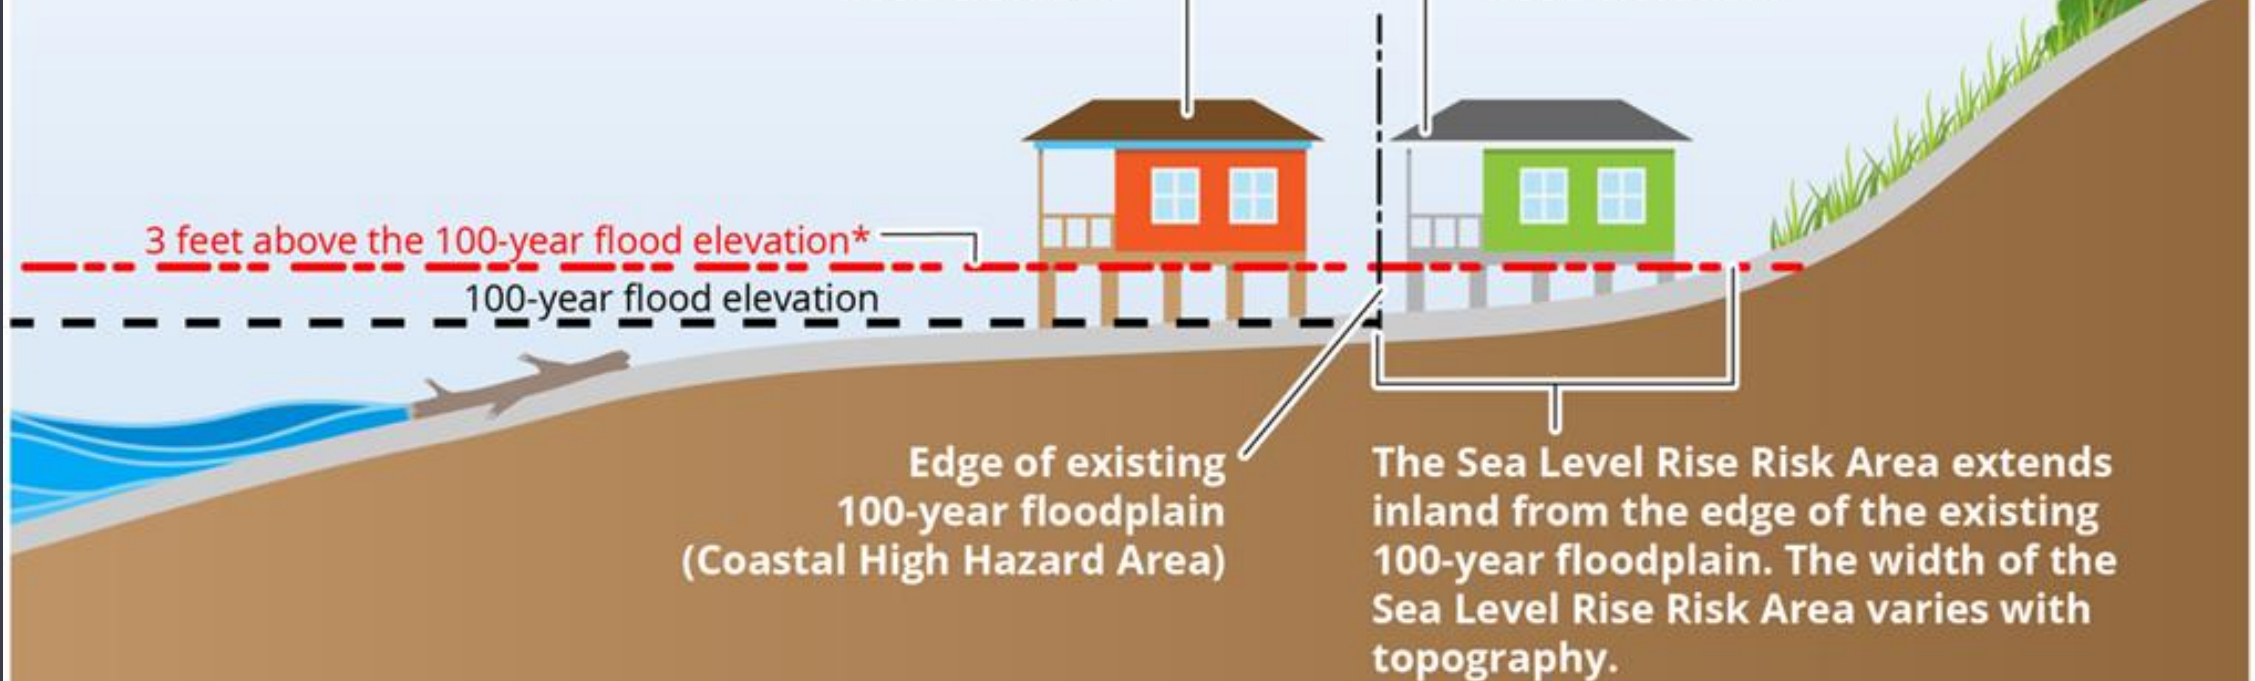 3 feet above the 100-year flood elevation*
100-year flood elevation
Edge of existing
100-year floodplain
(Coastal High Hazard Area)
The Sea Level Rise Risk Area extends
inland from the edge of the existing
100-year floodplain. The width of the
Sea Level Rise Risk Area varies with
topography.